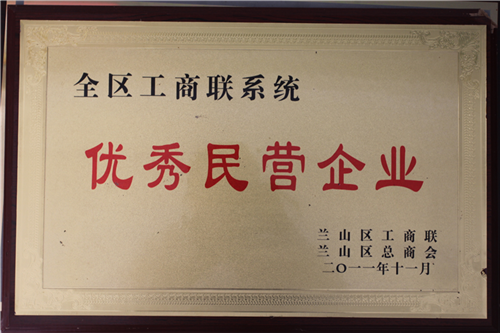 全区工商联系统
优秀民营企业
兰山区工商联
兰山区总商会
二〇一一年十一月